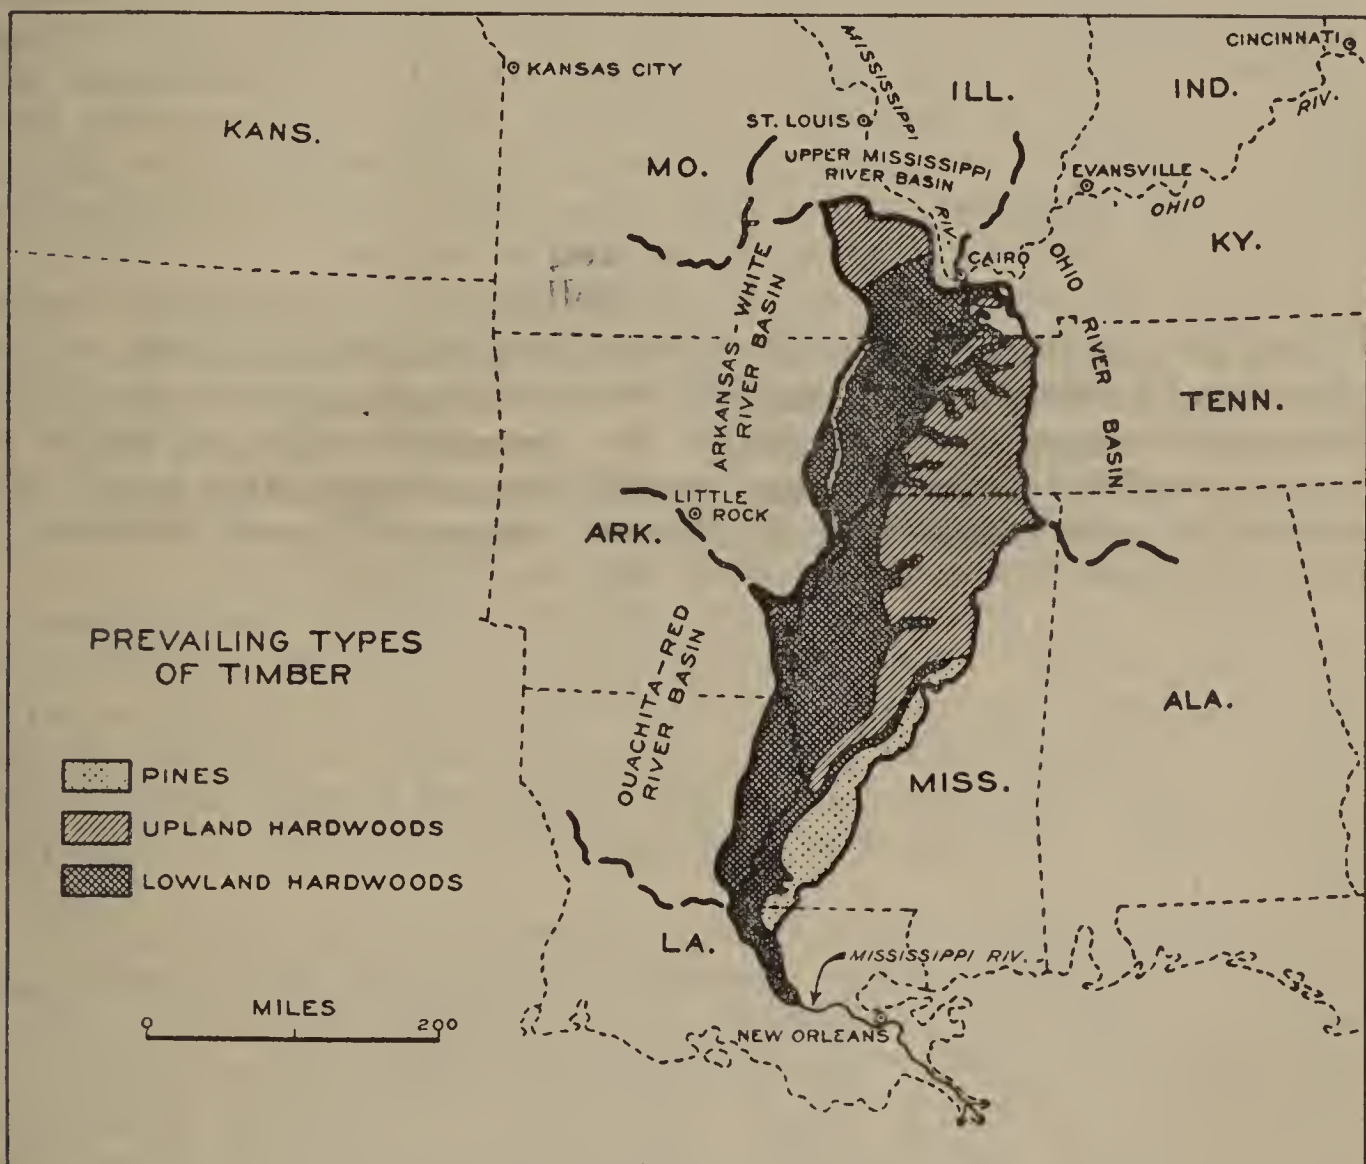 CINCINNATI
KANSAS CITY
MISSISSIPPI
RIV.
ILL.
IND.
RIV.
KANS.
ST. LOUIS
MO.
UPPER MISSISSIPPI
RIVER BASIN
EVANSVILLE
OHIO
KY.
CAIRO
OHIO
RIVER
BASIN
ARKANSAS-WHITE
RIVER BASIN
TENN.
LITTLE
ROCK
ARK.
PREVAILING TYPES
OF TIMBER
OUACHITA-RED
RIVER BASIN
ALA.
PINES
MISS.
UPLAND HARDWOODS
LOWLAND HARDWOODS
LA.
MISSISSIPPI RIV.
MILES
0 200
NEW ORLEANS